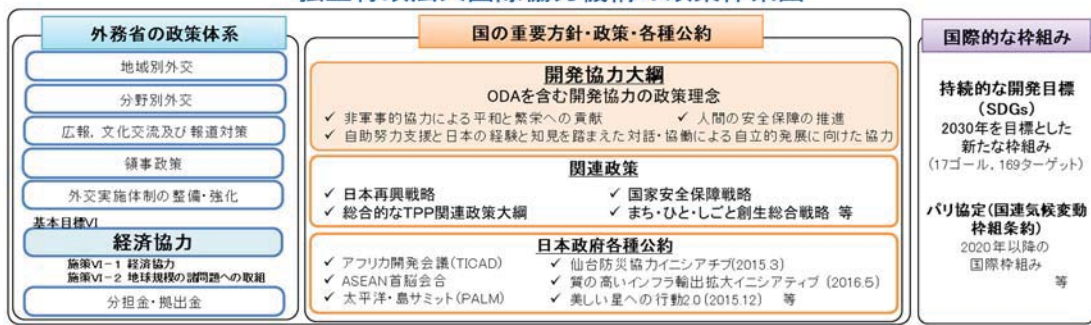 外務省の政策体系
地域別外交
分野別外交
広報，文化交流及び報道対策
領事政策
外交実施体制の整備・強化
基本目標Ⅵ
経済協力
施策Ⅵ－１ 経済協力
施策Ⅵ－２ 地球規模の諸問題への取組
分担金・拠出金
国の重要方針・政策・各種公約
開発協力大綱
ODAを含む開発協力の政策理念
✓ 非軍事的協力による平和と繁栄への貢献 ✓ 人間の安全保障の推進
✓ 自助努力支援と日本の経験と知見を踏まえた対話・協働による自立的発展に向けた協力
関連政策
✓ 日本再興戦略 ✓ 国家安全保障戦略
✓ 総合的なTPP関連政策大綱 ✓ まち・ひと・しごと創生総合戦略 等
日本政府各種公約
✓ アフリカ開発会議(TICAD) ✓ 仙台防災協力イニシアチブ(2015.3)
✓ ASEAN首脳会合 ✓ 質の高いインフラ輸出拡大イニシアティブ (2016.5)
✓ 太平洋・島サミット(PALM) ✓ 美しい星への行動2.0(2015.12) 等
国際的な枠組み
持続的な開発目標
(SDGs)
2030年を目標とした
新たな枠組み
(17ゴール，169ターゲット)
パリ協定(国連気候変動
枠組条約)
2020年以降の
国際枠組み
等